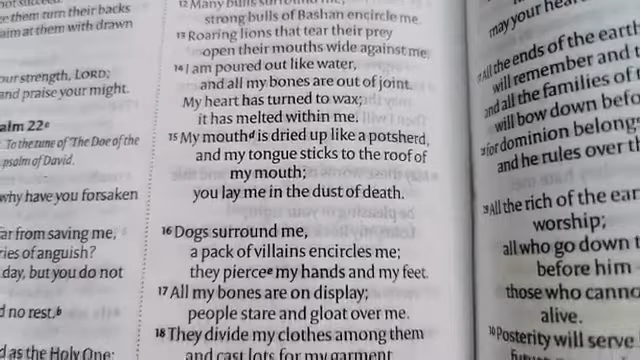 ge them turn their backs
aim at them with drawn
our strength, LORD;
and praise your might.
alm 22c
To the tune of "The Doe of the
psalm of David.
why have you forsaken
ar from saving me,
ries of anguish?
day, but you do not
d no rest.b
d as the Holy One;
12 Many bulls surround me;
strong bulls of Bashan encircle me.
13 Roaring lions that tear their prey
open their mouths wide against me.
14 I am poured out like water,
and all my bones are out of joint.
My heart has turned to wax;
it has melted within me.
15 My mouthd is dried up like a potsherd,
and my tongue sticks to the roof of
my mouth;
you lay me in the dust of death.
16 Dogs surround me,
a pack of villains encircles me;
they piercee my hands and my feet.
17 All my bones are on display;
people stare and gloat over me.
18 They divide my clothes among them
and cast lots for my garment
may your hear
All the ends of the earth
will remember and t
and all the families of
will bow down befo
28 for dominion belong
and he rules over th
29 All the rich of the ear
worship;
all who go down t
before him
those who canno
alive.
30 Posterity will serve